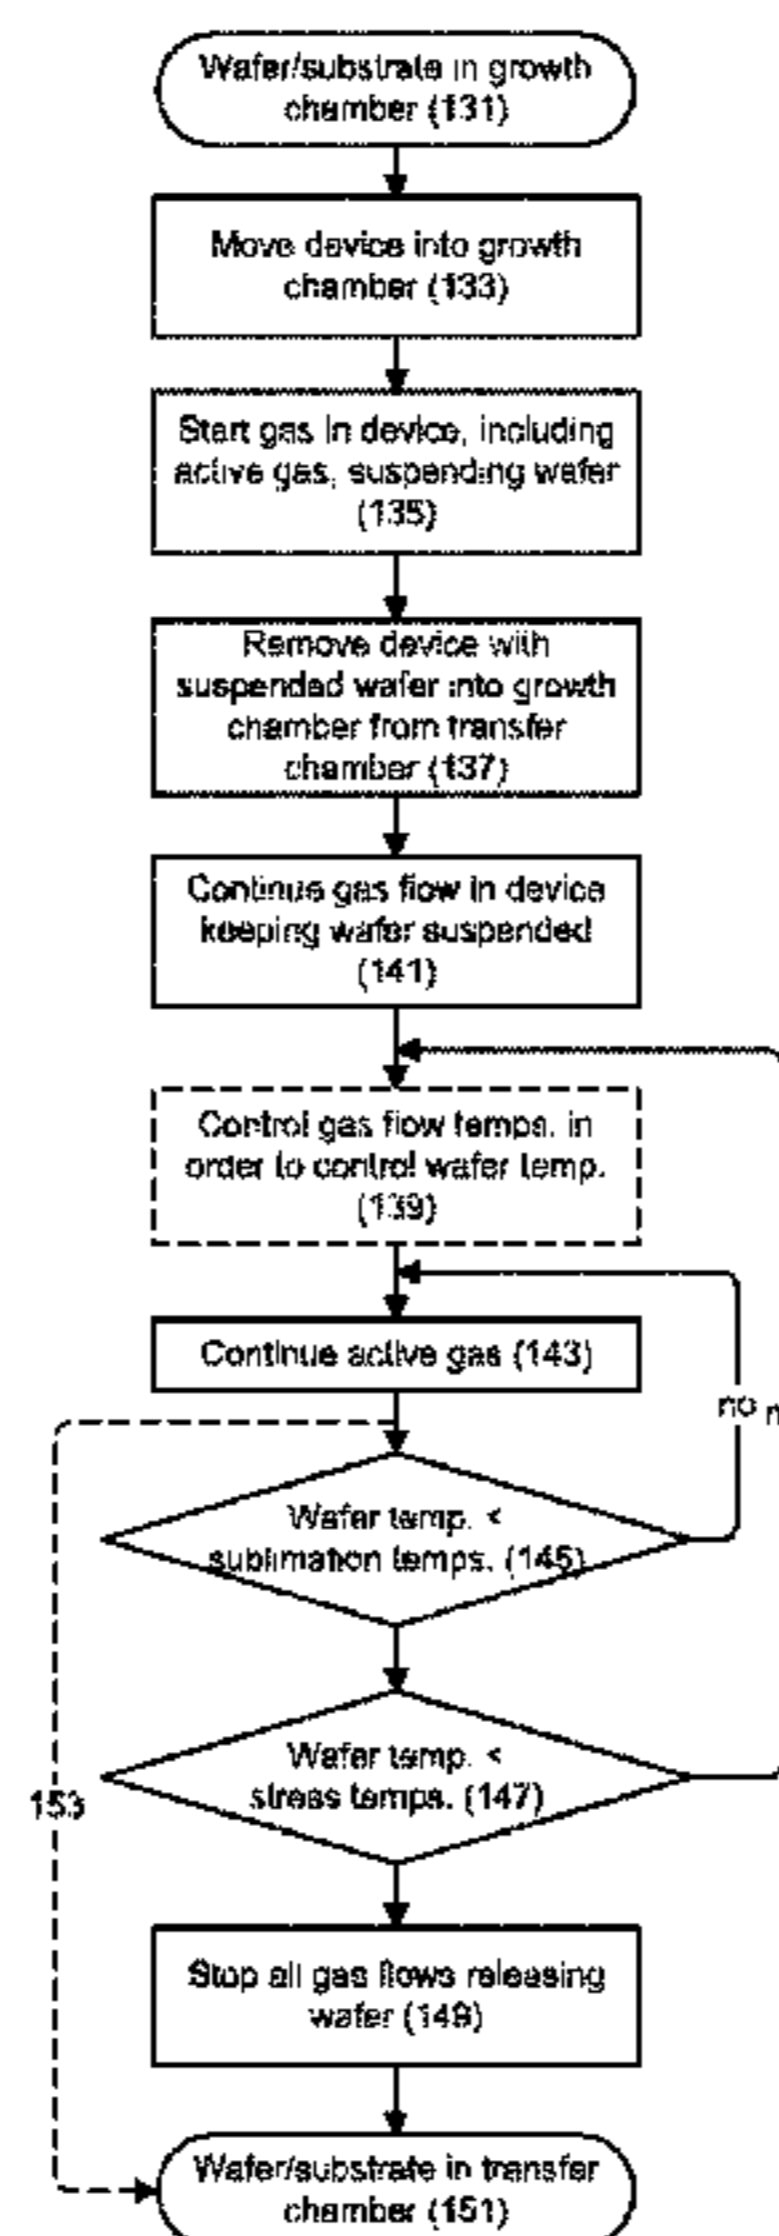 Wafer/substrate in growth
chamber (131)
Move device into growth
chamber (133)
Start gas in device, including
active gas, suspending wafer
(135)
Remove device with
suspended wafer into growth
chamber from transfer
chamber (137)
Continue gas flow in device
keeping wafer suspended
(141)
Control gas flow temps. in
order to control wafer temp.
(139)
Continue active gas (143)
no
Wafer temp. <
sublimation temps. (145)
Wafer temp. <
stress temps. (147)
153
Stop all gas flows releasing
wafer (149)
Wafer/substrate in transfer
chamber (151)